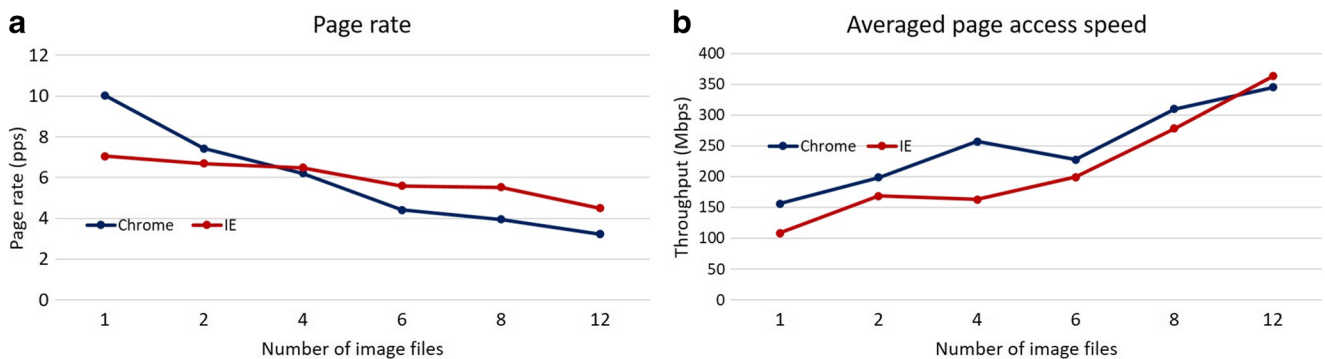 a
Page rate
12
10
8
6
4
2
0
Page rate (pps)
Chrome IE
1 2 4 6 8 12
Number of image files
b
Averaged page access speed
400
350
300
250
200
150
100
50
0
Throughput (Mbps)
Chrome IE
1 2 4 6 8 12
Number of image files